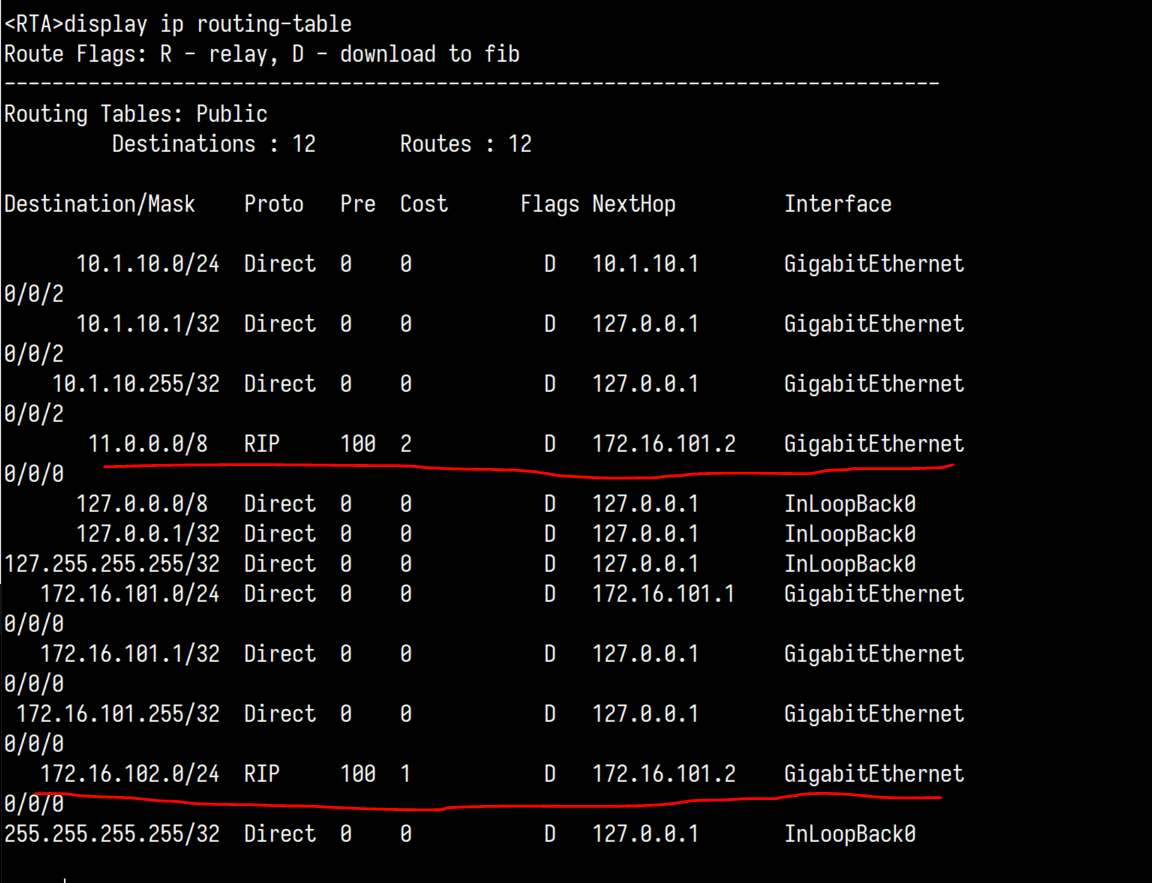 <RTA>display ip routing-table
Route Flags: R - relay, D - download to fib
------------------------------------------------------------------------------
Routing Tables: Public
         Destinations : 12       Routes : 12

Destination/Mask    Proto   Pre  Cost      Flags NextHop         Interface

      10.1.10.0/24  Direct  0    0           D   10.1.10.1       GigabitEthernet
0/0/2
      10.1.10.1/32  Direct  0    0           D   127.0.0.1       GigabitEthernet
0/0/2
    10.1.10.255/32  Direct  0    0           D   127.0.0.1       GigabitEthernet
0/0/2
       11.0.0.0/8   RIP     100  2           D   172.16.101.2    GigabitEthernet
0/0/0
      127.0.0.0/8   Direct  0    0           D   127.0.0.1       InLoopBack0
      127.0.0.1/32  Direct  0    0           D   127.0.0.1       InLoopBack0
127.255.255.255/32  Direct  0    0           D   127.0.0.1       InLoopBack0
   172.16.101.0/24  Direct  0    0           D   172.16.101.1    GigabitEthernet
0/0/0
   172.16.101.1/32  Direct  0    0           D   127.0.0.1       GigabitEthernet
0/0/0
 172.16.101.255/32  Direct  0    0           D   127.0.0.1       GigabitEthernet
0/0/0
   172.16.102.0/24  RIP     100  1           D   172.16.101.2    GigabitEthernet
0/0/0
255.255.255.255/32  Direct  0    0           D   127.0.0.1       InLoopBack0